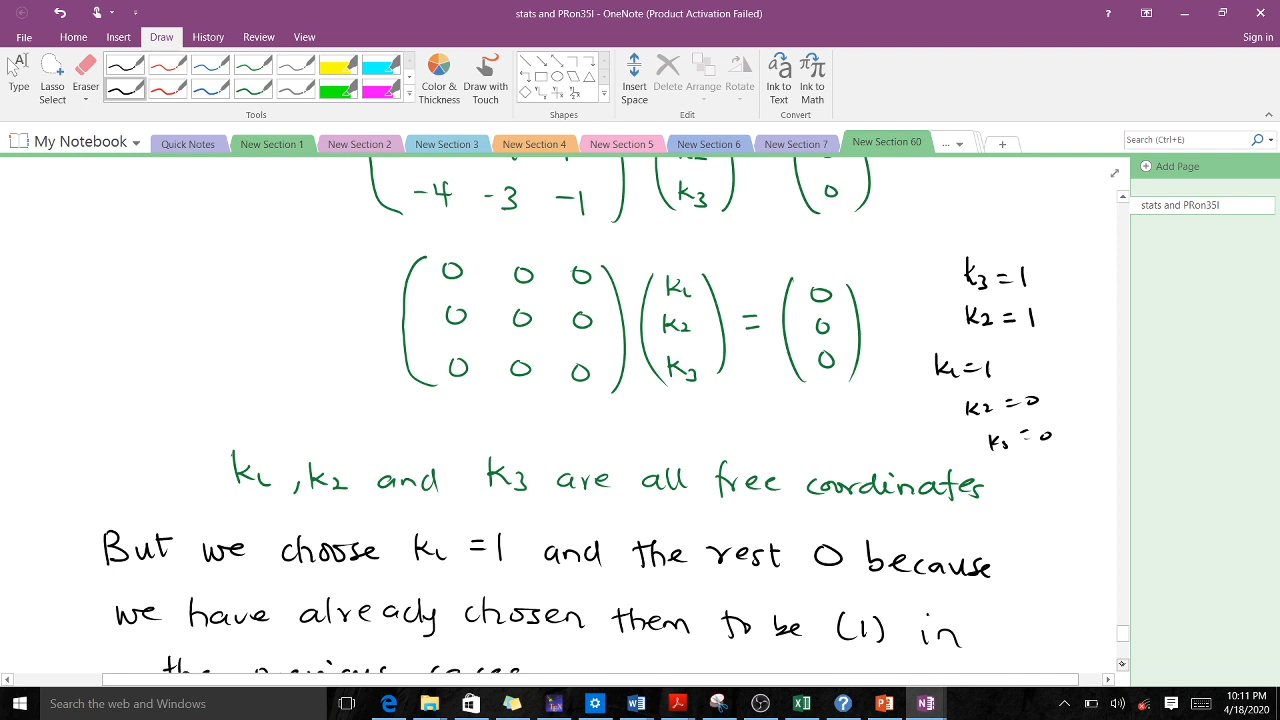 stats and PRon35l - OneNote (Product Activation Failed)
File Home Insert Draw History Review View
Sign in
Type Lasso Select Eraser Color & Thickness Draw with Touch Insert Space Delete Arrange Rotate Ink to Text Ink to Math
Tools Shapes Edit Convert
My Notebook Quick Notes New Section 1 New Section 2 New Section 3 New Section 4 New Section 5 New Section 6 New Section 7 New Section 60 ...
Search (Ctrl+E)
Add Page
stats and PRon35l
-4 -3 -1 k3 0
0 0 0 k1 0
0 0 0 k2 = 0
0 0 0 k3 0
k3 = 1
k2 = 1
k1 = 1
k2 = 0
k3 = 0
k1, k2 and k3 are all free coordinates
But we choose k1 = 1 and the rest 0 because
we have already chosen them to be (1) in
Search the web and Windows
10:11 PM
4/18/2020